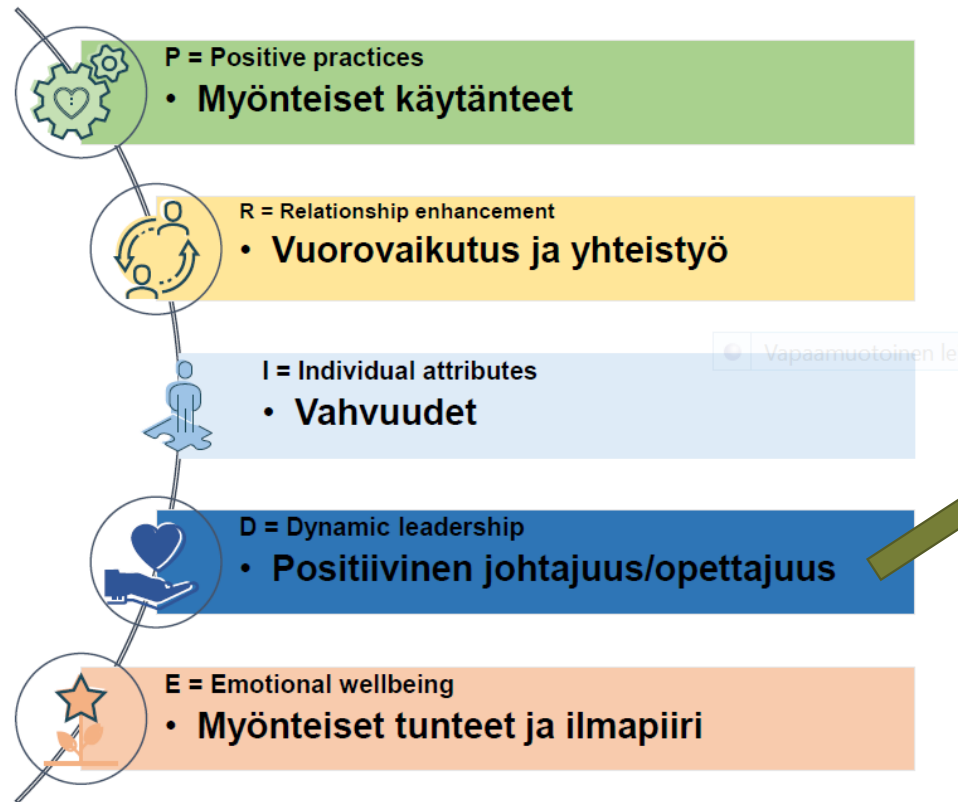 P = Positive practices
• Myönteiset käytänteet
R = Relationship enhancement
• Vuorovaikutus ja yhteistyö
Vapaamuotoinen
I = Individual attributes
• Vahvuudet
D = Dynamic leadership
• Positiivinen johtajuus/opettajuus
E = Emotional wellbeing
• Myönteiset tunteet ja ilmapiiri